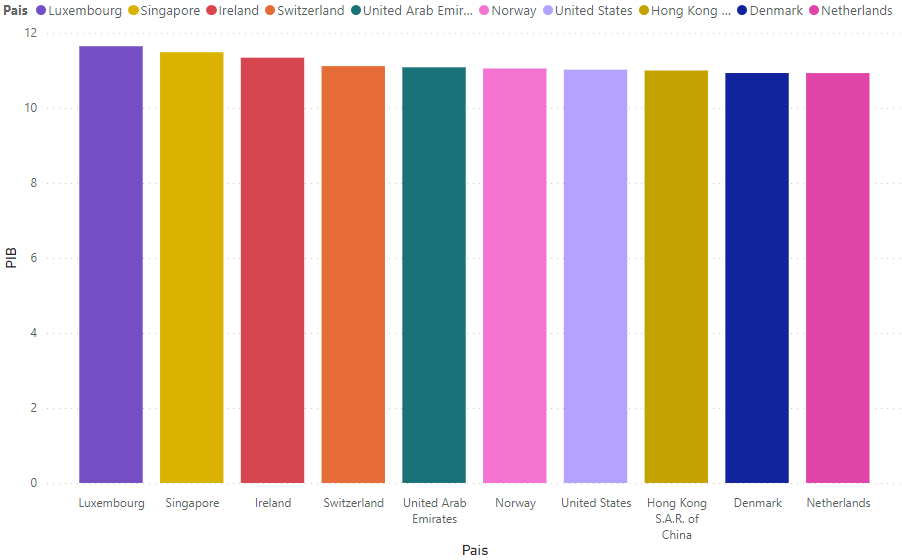 Pais Luxembourg Singapore Ireland Switzerland United Arab Emir... Norway United States Hong Kong ... Denmark Netherlands
12
10
8
6
4
2
0
PIB
Luxembourg Singapore Ireland Switzerland United Arab Norway United States Hong Kong Denmark Netherlands
Emirates S.A.R. of
China
Pais